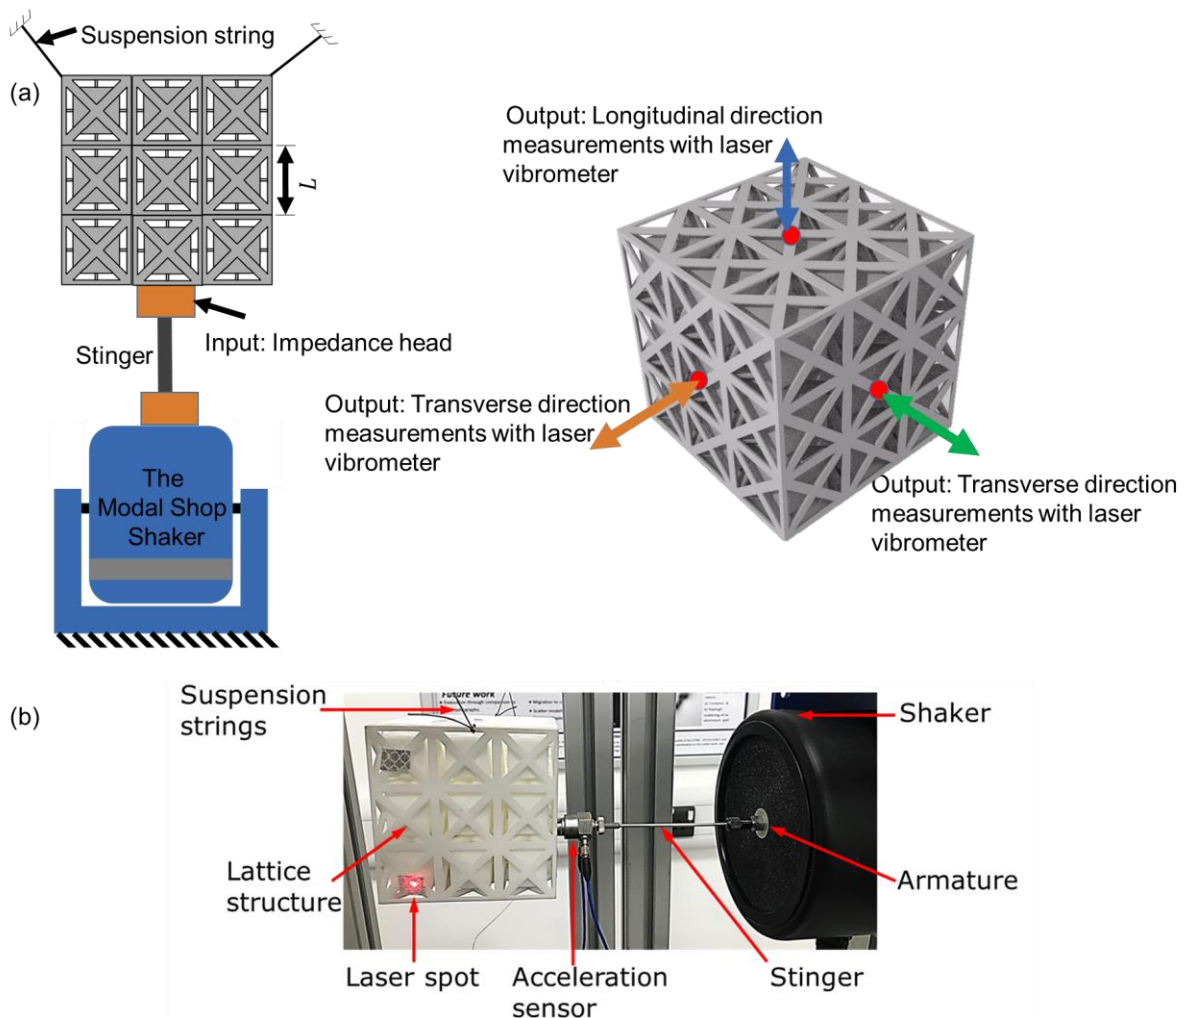 Suspension string
(a)
L
Input: Impedance head
Stinger
The
Modal Shop
Shaker
Output: Longitudinal direction
measurements with laser
vibrometer
Output: Transverse direction
measurements with laser
vibrometer
Output: Transverse direction
measurements with laser
vibrometer
(b)
Suspension
strings
Future work
Shaker
Lattice
structure
Armature
Laser spot
Acceleration
sensor
Stinger